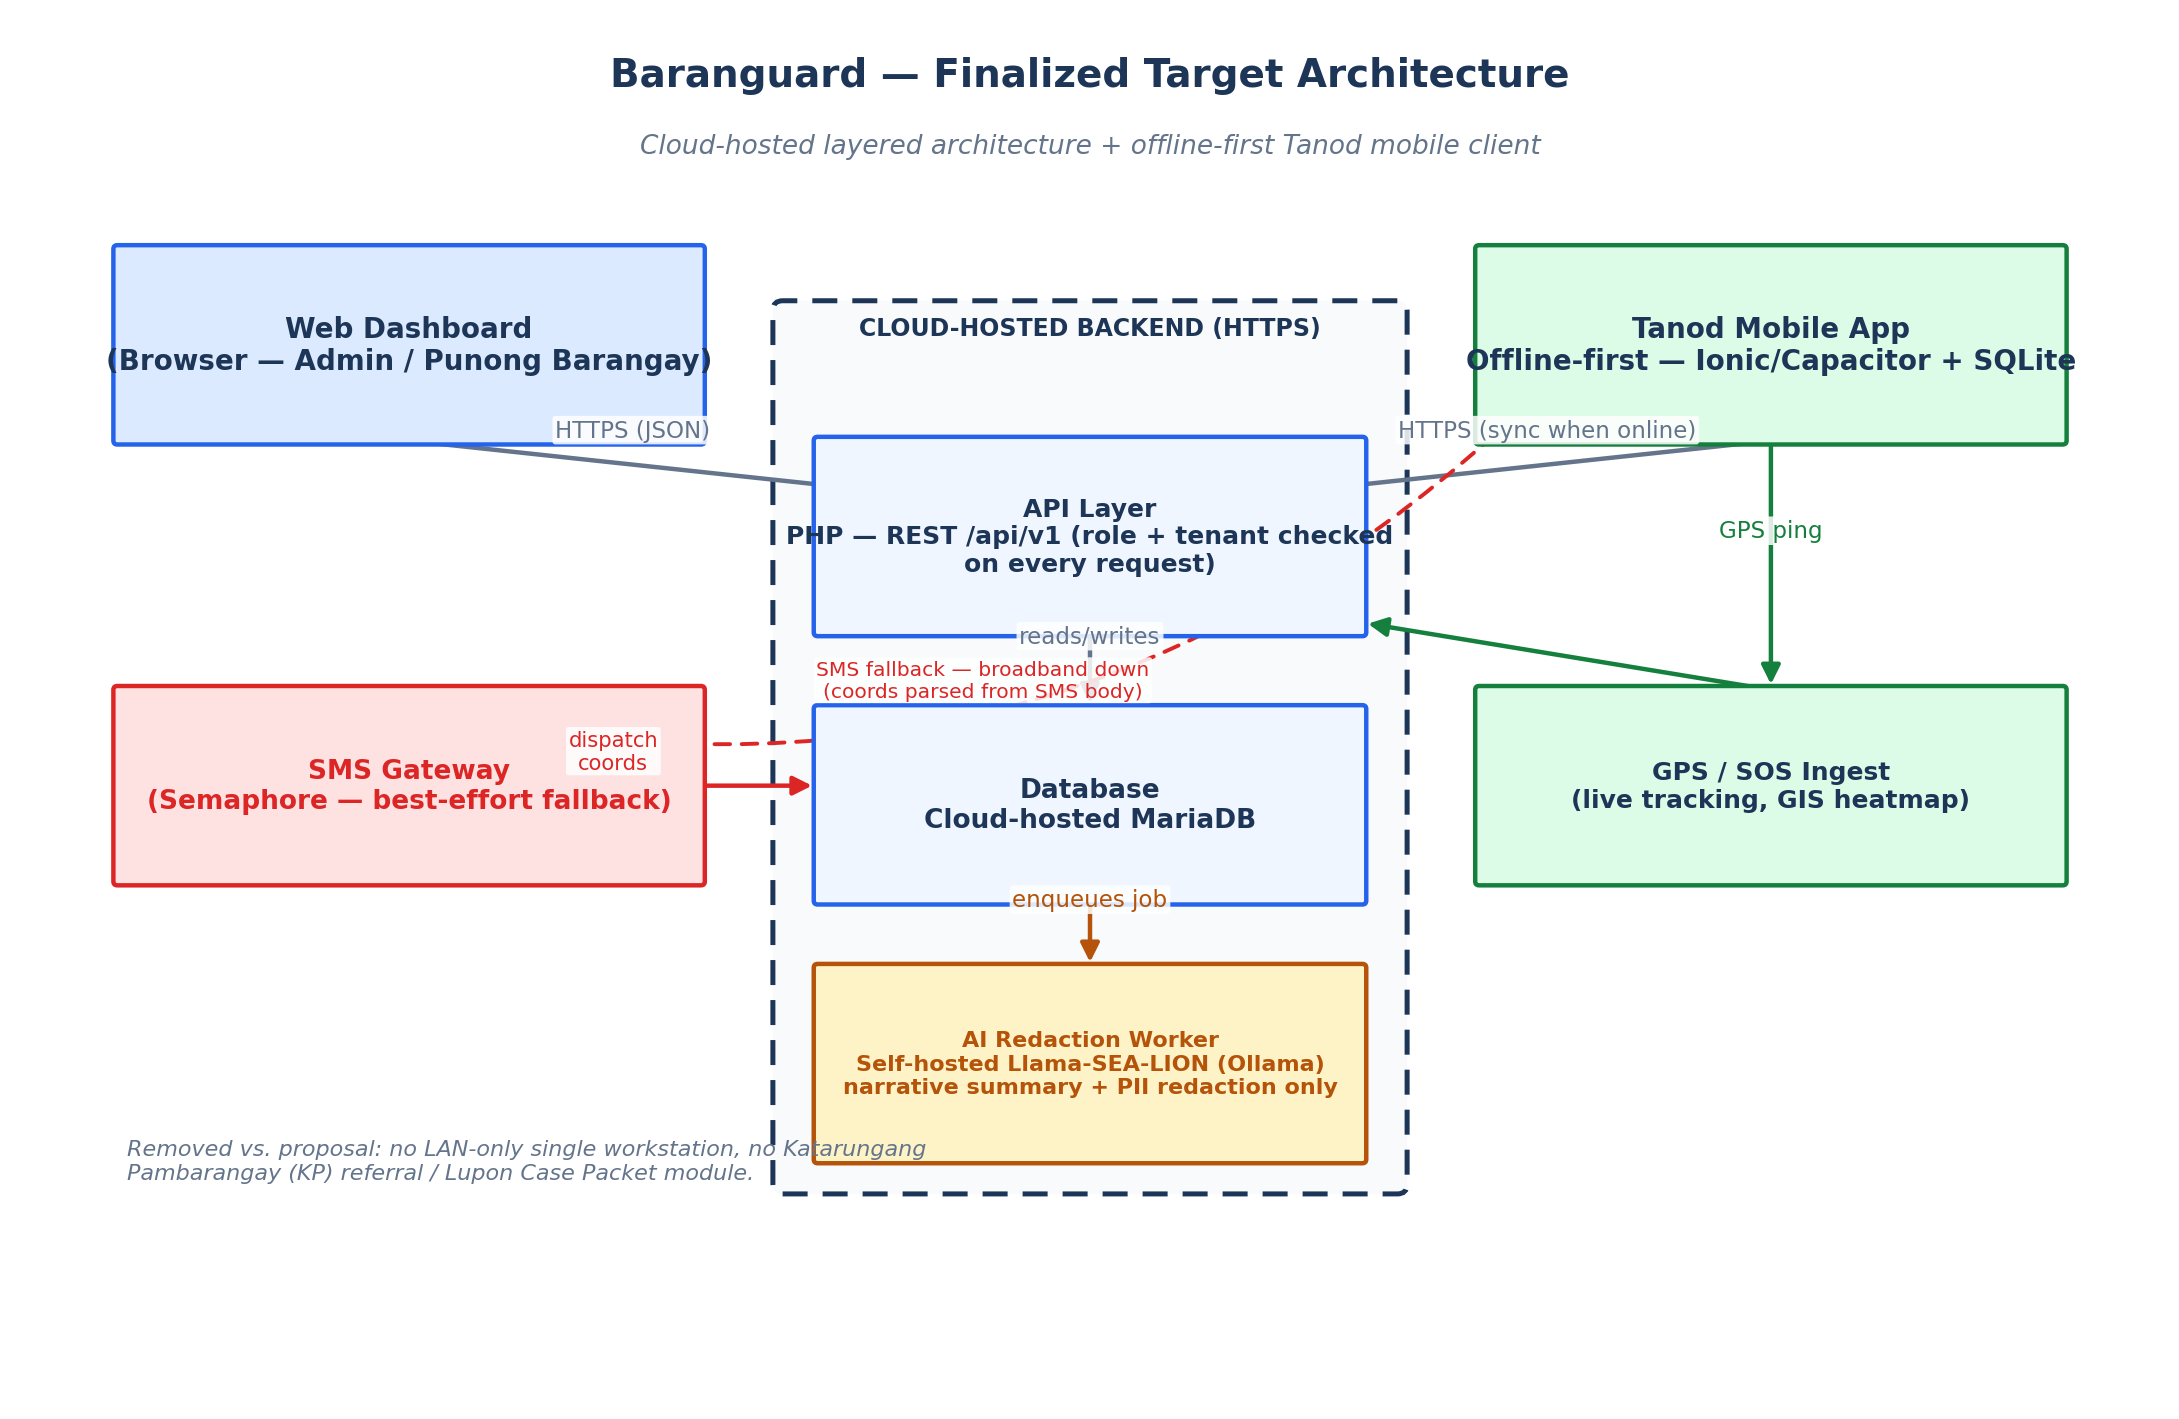 Baranguard — Finalized Target Architecture
Cloud-hosted layered architecture + offline-first Tanod mobile client
Web Dashboard
(Browser — Admin / Punong Barangay)
HTTPS (JSON)
CLOUD-HOSTED BACKEND (HTTPS)
Tanod Mobile App
Offline-first — Ionic/Capacitor + SQLite
HTTPS (sync when online)
API Layer
PHP — REST /api/v1 (role + tenant checked
on every request)
GPS ping
reads/writes
SMS fallback — broadband down
(coords parsed from SMS body)
dispatch
coords
SMS Gateway
(Semaphore — best-effort fallback)
Database
Cloud-hosted MariaDB
GPS / SOS Ingest
(live tracking, GIS heatmap)
enqueues job
AI Redaction Worker
Self-hosted Llama-SEA-LION (Ollama)
narrative summary + PII redaction only
Removed vs. proposal: no LAN-only single workstation, no Katarungang
Pambarangay (KP) referral / Lupon Case Packet module.